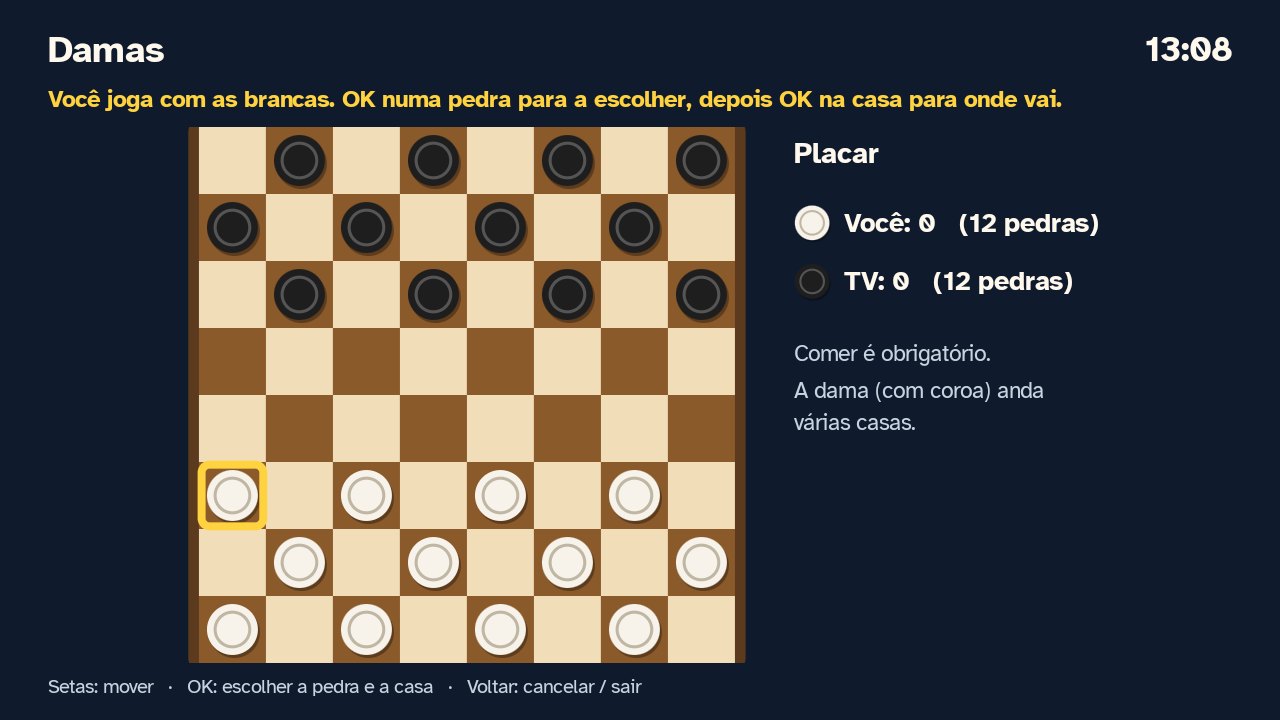 Damas
13:08
Você joga com as brancas. OK numa pedra para a escolher, depois OK na casa para onde vai.
Placar
Você: 0 (12 pedras)
TV: 0 (12 pedras)
Comer é obrigatório.
A dama (com coroa) anda
várias casas.
Setas: mover · OK: escolher a pedra e a casa · Voltar: cancelar / sair